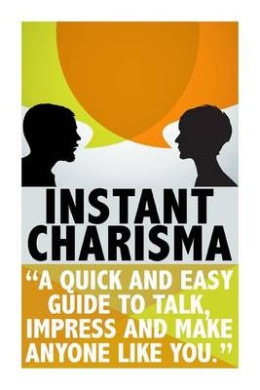 INSTANT
CHARISMA
“A QUICK AND EASY
GUIDE TO TALK,
IMPRESS AND MAKE
ANYONE LIKE YOU.”